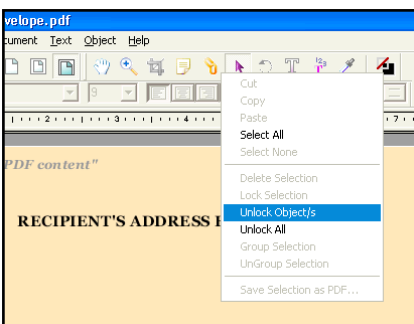 velope.pdf
cument Text Object Help
T 123
9
2 3 4 7
Cut
Copy
Paste
Select All
Select None
Delete Selection
Lock Selection
Unlock Object/s
Unlock All
Group Selection
UnGroup Selection
Save Selection as PDF...
PDF content"
RECIPIENT'S ADDRESS